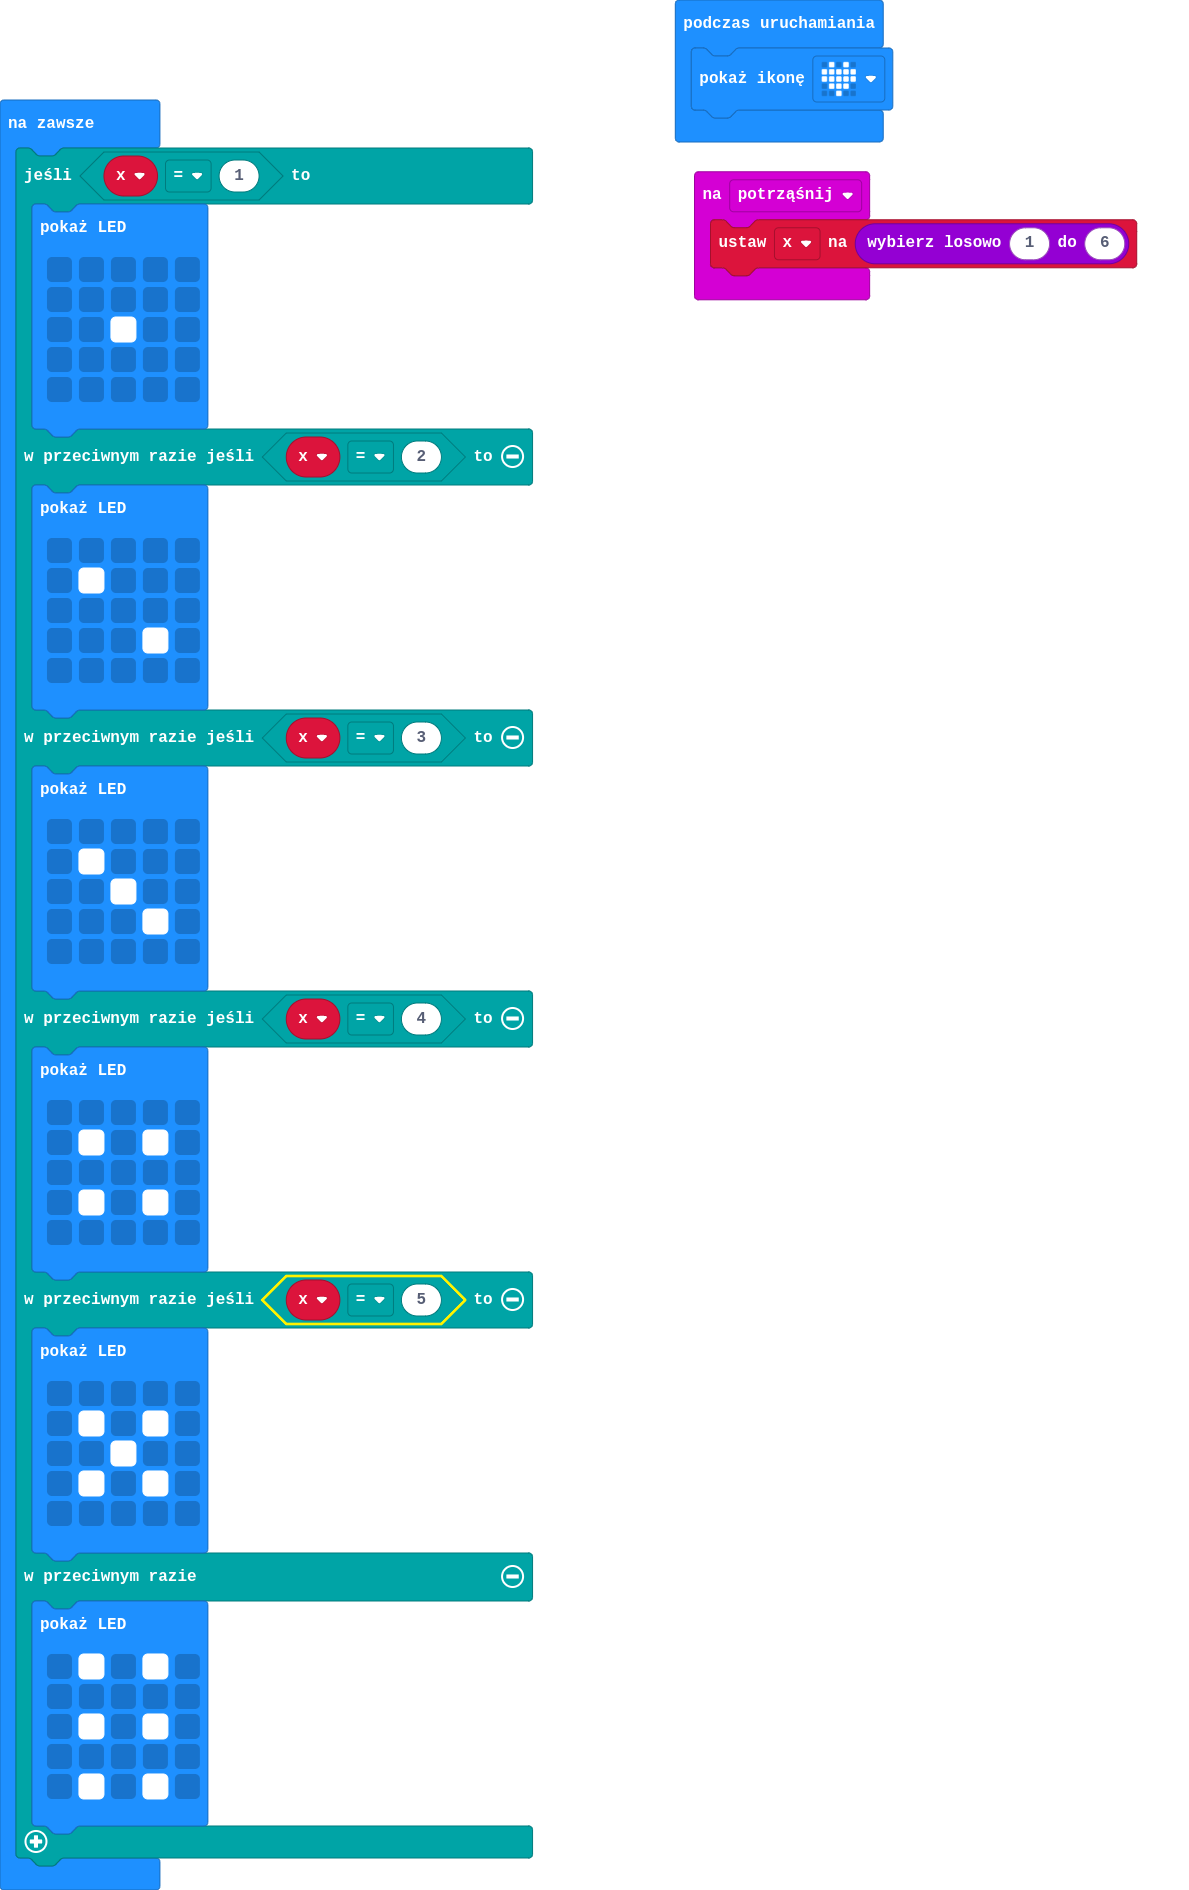 podczas uruchamiania
pokaż ikonę
na zawsze
jeśli x = 1 to
pokaż LED
na potrząśnij
ustaw x na wybierz losowo 1 do 6
w przeciwnym razie jeśli x = 2 to
pokaż LED
w przeciwnym razie jeśli x = 3 to
pokaż LED
w przeciwnym razie jeśli x = 4 to
pokaż LED
w przeciwnym razie jeśli x = 5 to
pokaż LED
w przeciwnym razie
pokaż LED